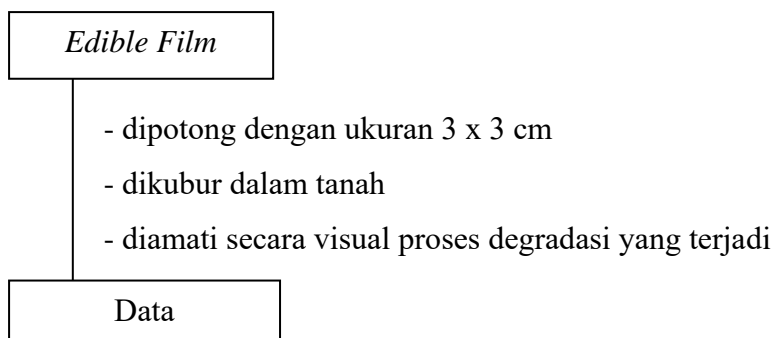 Edible Film
- dipotong dengan ukuran 3 x 3 cm
- dikubur dalam tanah
- diamati secara visual proses degradasi yang terjadi
Data